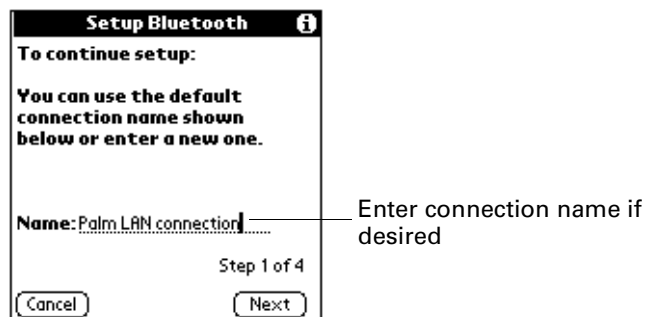 Setup Bluetooth i
To continue setup:
You can use the default
connection name shown
below or enter a new one.
Name: Palm LAN connection
Enter connection name if
desired
Step 1 of 4
Cancel Next